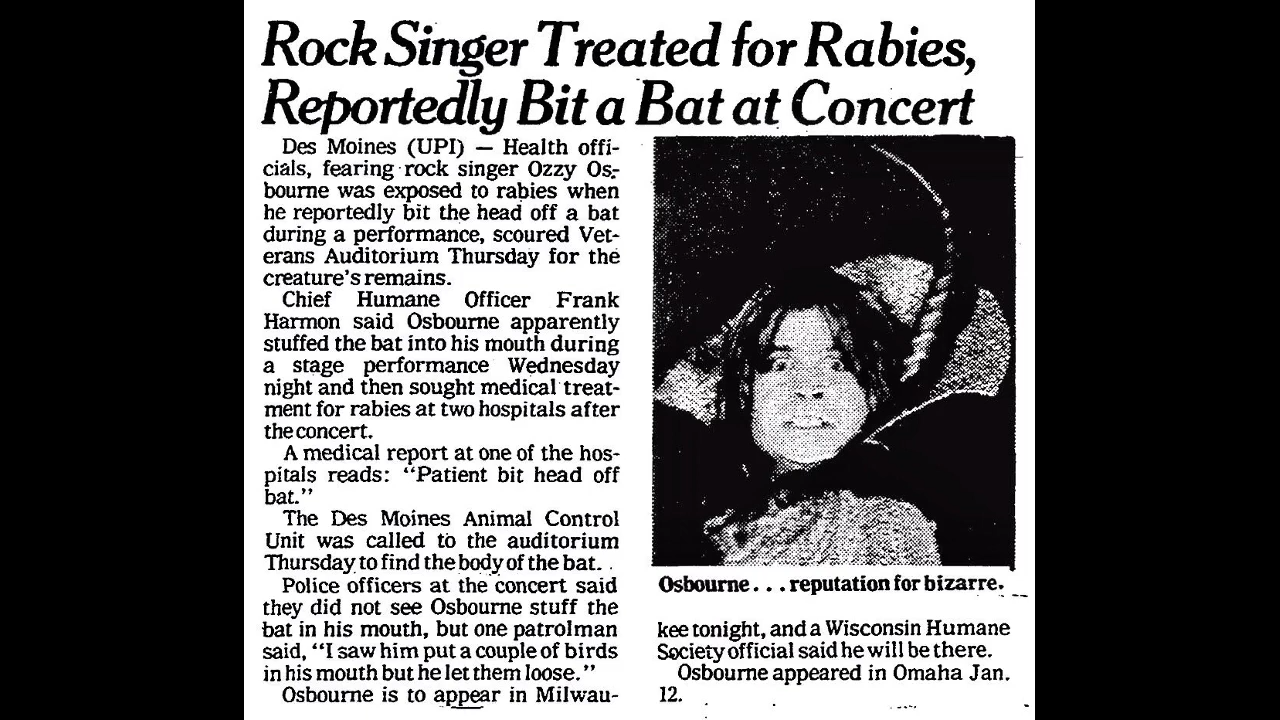 Rock Singer Treated for Rabies,
Reportedly Bit a Bat at Concert
Des Moines (UPI) — Health offi-
cials, fearing rock singer Ozzy Os-
bourne was exposed to rabies when
he reportedly bit the head off a bat
during a performance, scoured Vet-
erans Auditorium Thursday for the
creature's remains.
Chief Humane Officer Frank
Harmon said Osbourne apparently
stuffed the bat into his mouth during
a stage performance Wednesday
night and then sought medical treat-
ment for rabies at two hospitals after
the concert.
A medical report at one of the hos-
pitals reads: "Patient bit head off
bat."
The Des Moines Animal Control
Unit was called to the auditorium
Thursday to find the body of the bat.
Police officers at the concert said
they did not see Osbourne stuff the
bat in his mouth, but one patrolman
said, "I saw him put a couple of birds
in his mouth but he let them loose."
Osbourne is to appear in Milwau-
Osbourne . . . reputation for bizarre.
kee tonight, and a Wisconsin Humane
Society official said he will be there.
Osbourne appeared in Omaha Jan.
12.